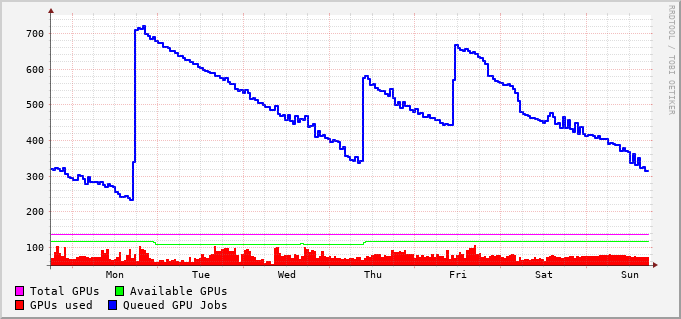 700
600
500
400
300
200
100
Mon Tue Wed Thu Fri Sat Sun
Total GPUs Available GPUs
GPUs used Queued GPU Jobs
RRDTOOL / TOBI OETIKER